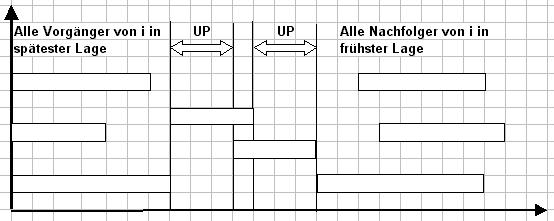 Alle Vorgänger von i in
spätester Lage
UP
UP
Alle Nachfolger von i in
frühster Lage